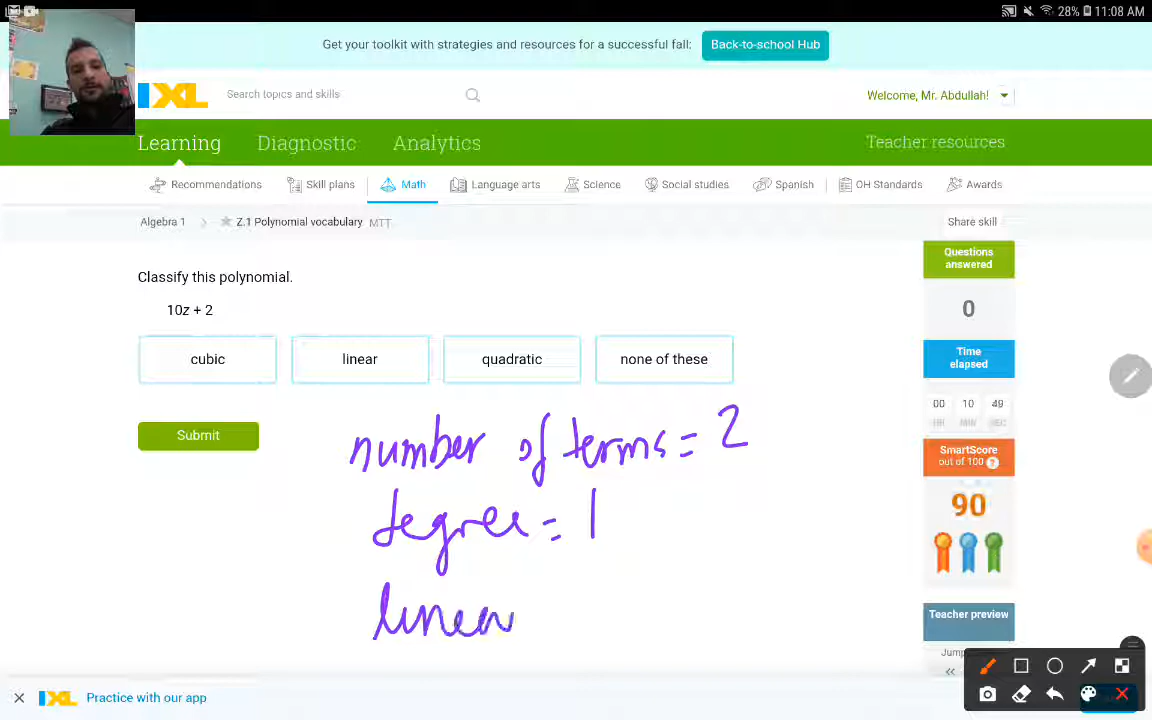 28% 11:08 AM
Get your toolkit with strategies and resources for a successful fall: Back-to-school Hub
IXL Search topics and skills Welcome, Mr. Abdullah!
Learning Diagnostic Analytics Teacher resources
Recommendations Skill plans Math Language arts Science Social studies Spanish OH Standards Awards
Algebra 1 Z.1 Polynomial vocabulary MTT Share skill
Classify this polynomial.
10z + 2
cubic linear quadratic none of these
Submit
number of terms = 2
degree = 1
linear
Questions
answered
0
Time
elapsed
00 10 49
HR MIN SEC
SmartScore
out of 100 ?
90
Teacher preview
Jump
IXL Practice with our app